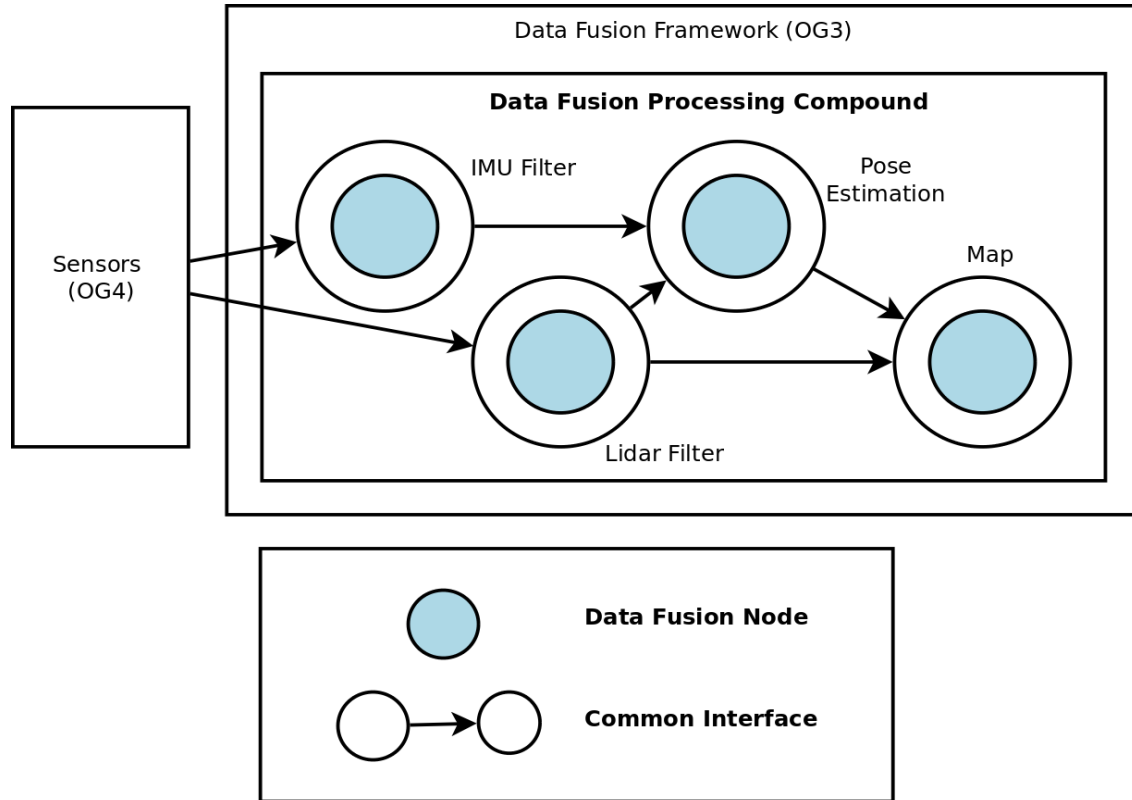 Data Fusion Framework (OG3)
Data Fusion Processing Compound
IMU Filter
Pose
Estimation
Sensors
(OG4)
Map
Lidar Filter
Data Fusion Node
Common Interface